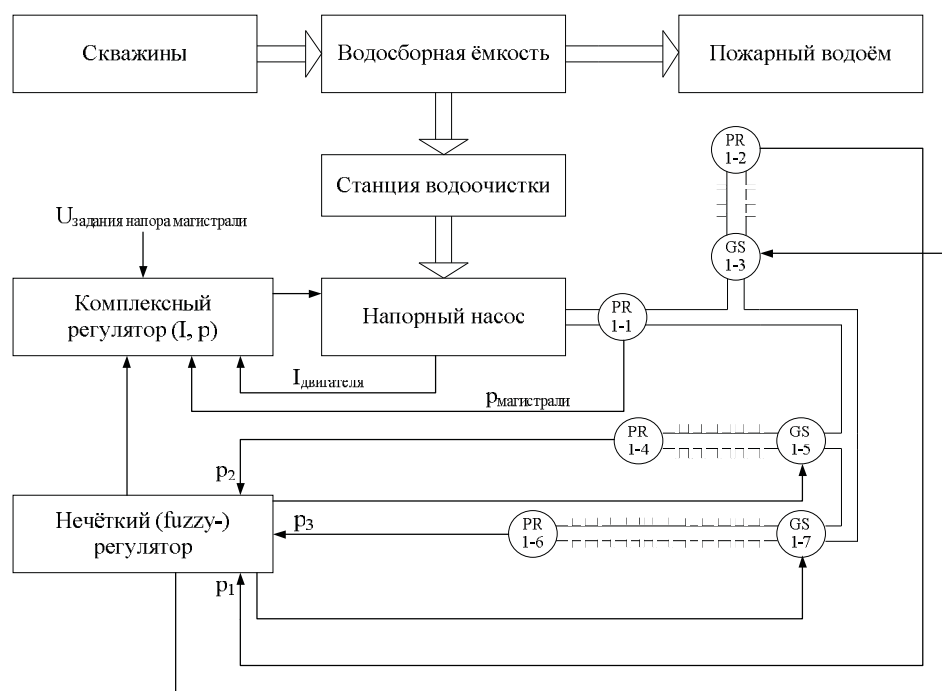 Скважины
Водосборная ёмкость
Пожарный водоём
PR
1-2
Станция водоочистки
Uзадания напора магистрали
GS
1-3
Комплексный
регулятор (I, p)
Напорный насос
PR
1-1
Iдвигателя
pмагистрали
PR
1-4
GS
1-5
p2
Нечёткий (fuzzy-)
регулятор
p3
PR
1-6
GS
1-7
p1